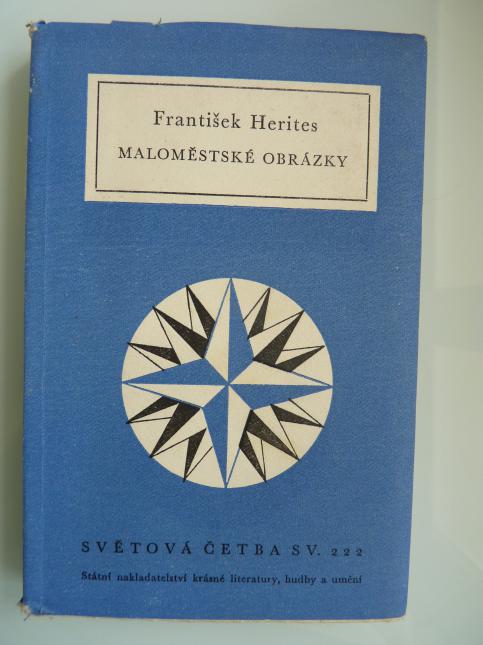 František Herites
MALOMĚSTSKÉ OBRÁZKY
SVĚTOVÁ ČETBA SV. 222
Státní nakladatelství krásné literatury, hudby a umění